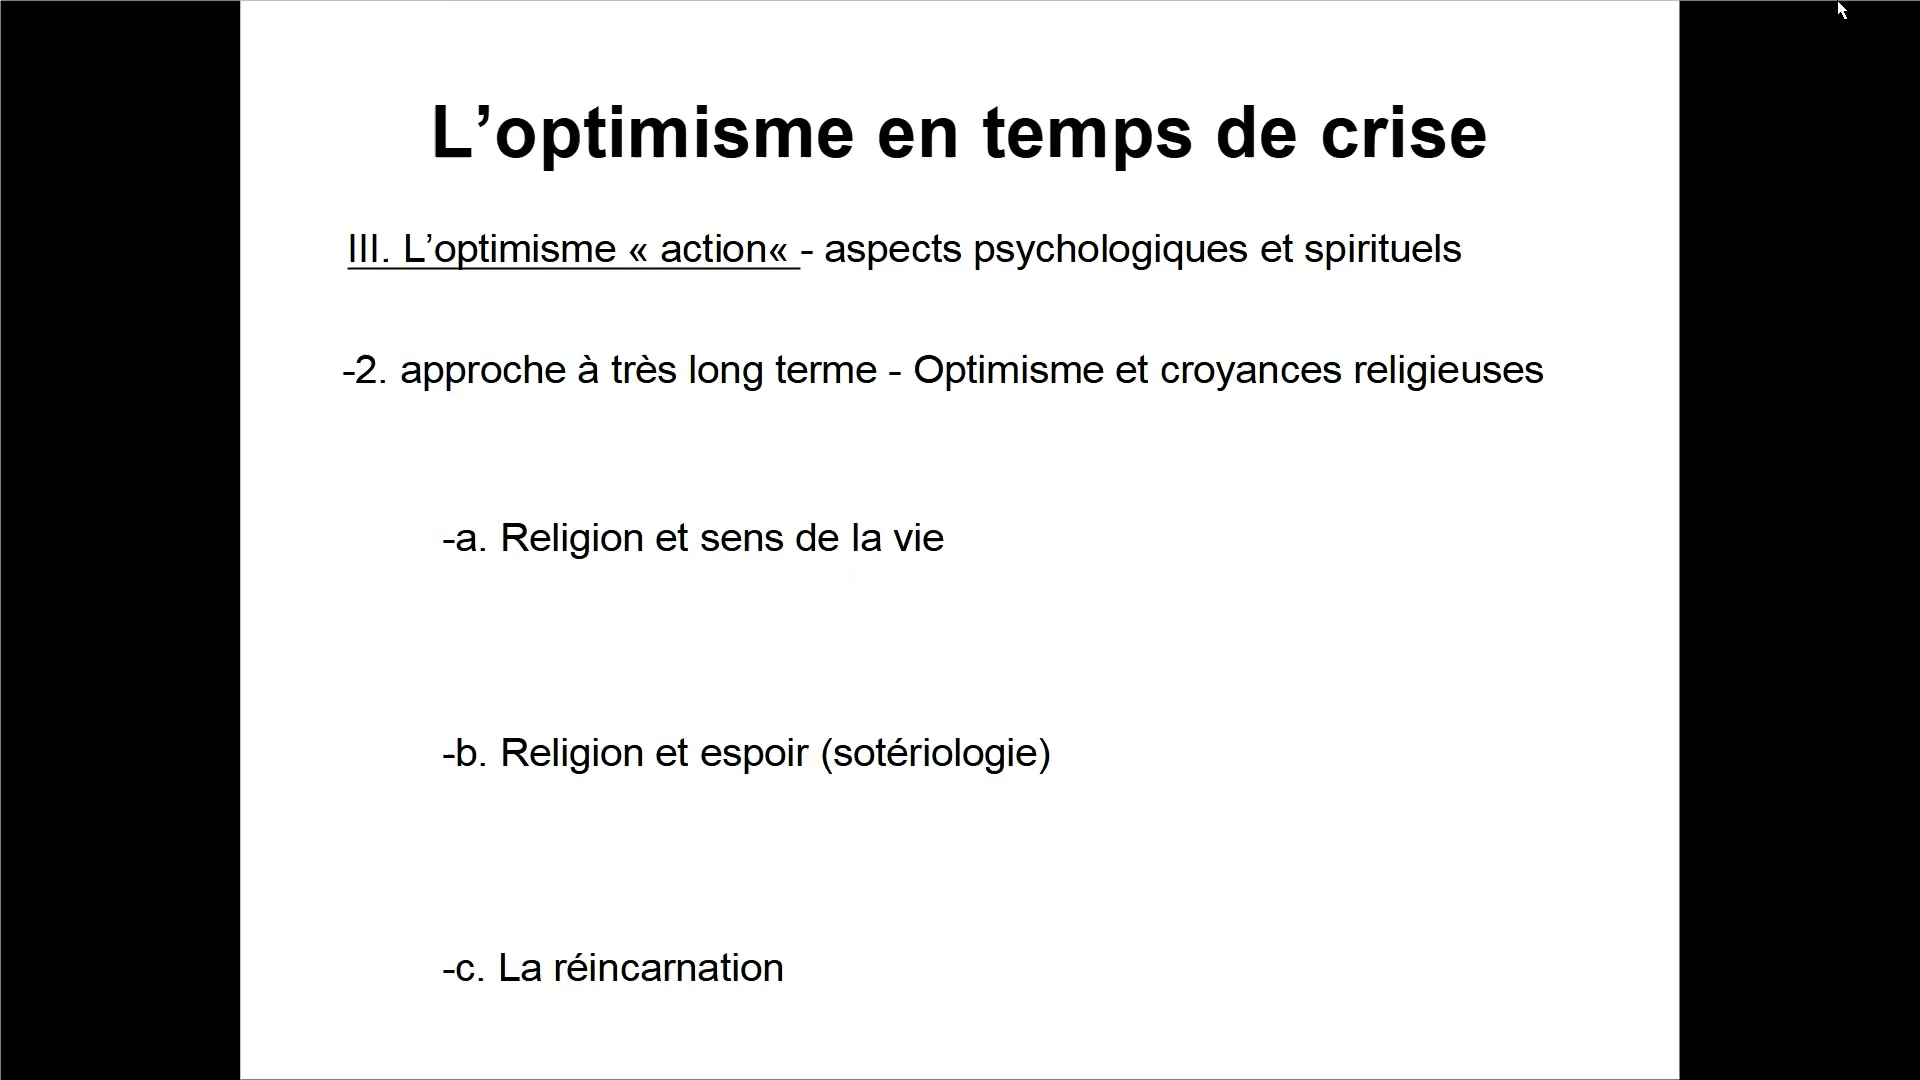 L’optimisme en temps de crise
III. L’optimisme « action« - aspects psychologiques et spirituels
-2. approche à très long terme - Optimisme et croyances religieuses
-a. Religion et sens de la vie
-b. Religion et espoir (sotériologie)
-c. La réincarnation